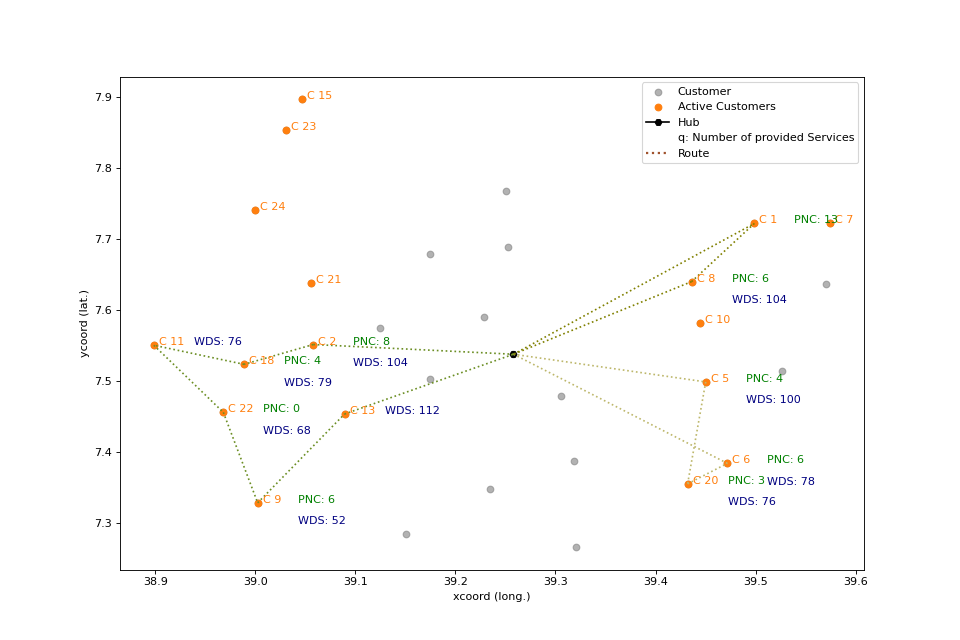 Customer
Active Customers
Hub
q: Number of provided Services
Route
C 15
C 23
C 24
C 1 PNC: 13 C 7
C 21
C 8 PNC: 6
WDS: 104
C 10
C 11 WDS: 76
C 2 PNC: 8
WDS: 104
C 18 PNC: 4
WDS: 79
C 5 PNC: 4
WDS: 100
C 22 PNC: 0
WDS: 68
C 13 WDS: 112
C 6 PNC: 6
WDS: 78
C 20 PNC: 3
WDS: 76
C 9 PNC: 6
WDS: 52
7.9
7.8
7.7
7.6
7.5
7.4
7.3
ycoord (lat.)
38.9 39.0 39.1 39.2 39.3 39.4 39.5 39.6
xcoord (long.)